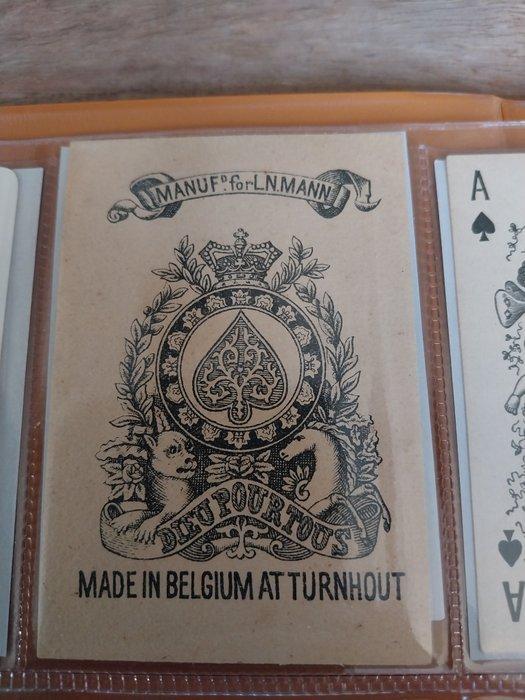 MANUFD. for L.N.MANN
DIEU POUR TOUS
MADE IN BELGIUM AT TURNHOUT
A
A